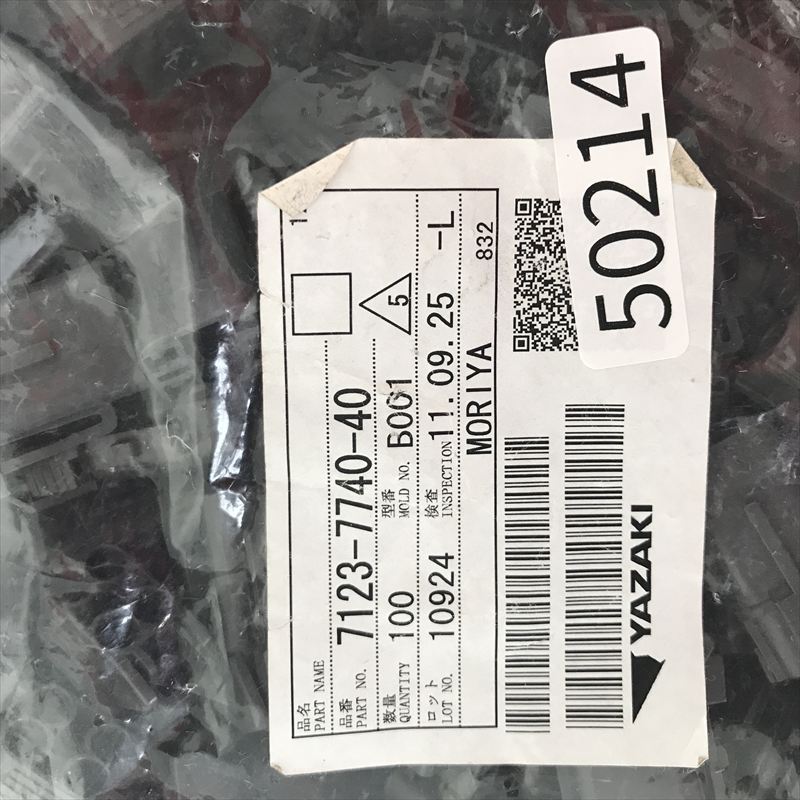 50214
品名
PART NAME
品番
PART NO.
7123-7740-40
数量
QUANTITY
100
型番
MOLD NO.
B001
5
ロット
LOT NO.
10924
検査
INSPECTION
11.09.25
-L
MORIYA
832
YAZAKI